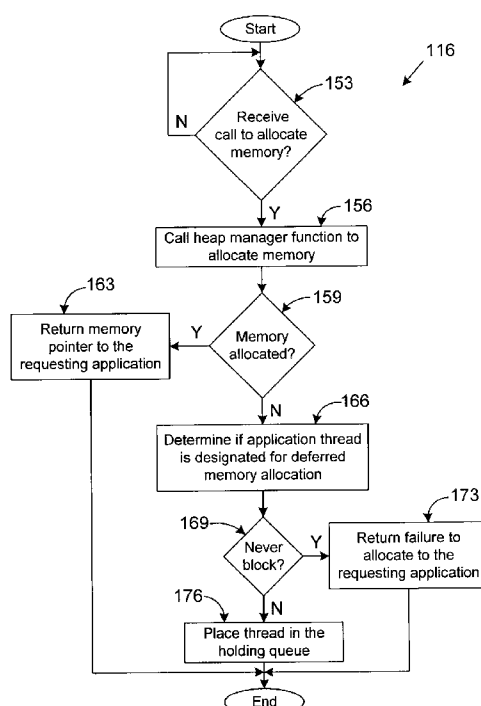 Start
116
153
Receive
call to allocate
memory?
N
Y
156
Call heap manager function to
allocate memory
163
159
Return memory
pointer to the
requesting application
Y
Memory
allocated?
N
166
Determine if application thread
is designated for deferred
memory allocation
173
169
Never
block?
Y
Return failure to
allocate to the
requesting application
176
N
Place thread in the
holding queue
End